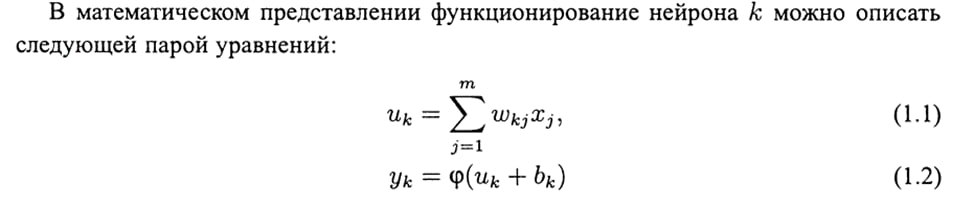 В математическом представлении функционирование нейрона k можно описать
следующей парой уравнений:
m
u_k = ∑ w_{kj}x_j, (1.1)
j=1
y_k = φ(u_k + b_k) (1.2)